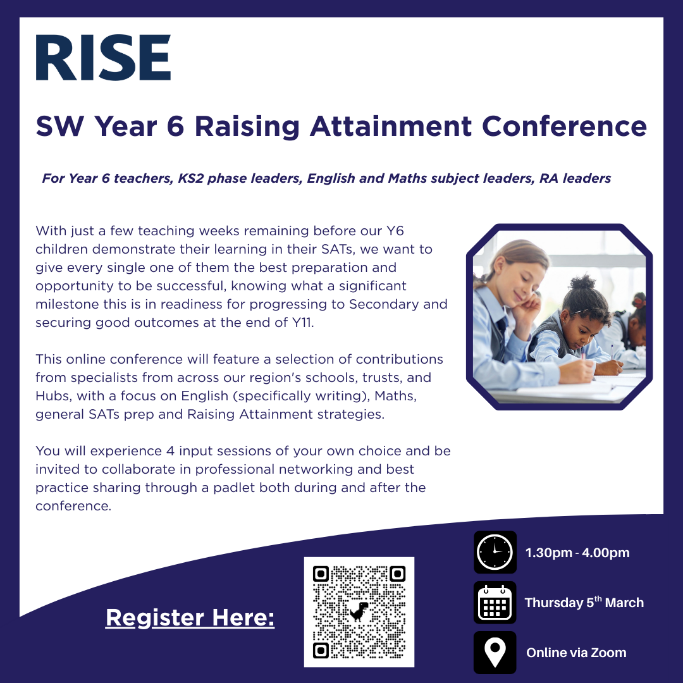 RISE
SW Year 6 Raising Attainment Conference
For Year 6 teachers, KS2 phase leaders, English and Maths subject leaders, RA leaders
With just a few teaching weeks remaining before our Y6
children demonstrate their learning in their SATs, we want to
give every single one of them the best preparation and
opportunity to be successful, knowing what a significant
milestone this is in readiness for progressing to Secondary and
securing good outcomes at the end of Y11.
This online conference will feature a selection of contributions
from specialists from across our region's schools, trusts, and
Hubs, with a focus on English (specifically writing), Maths,
general SATs prep and Raising Attainment strategies.
You will experience 4 input sessions of your own choice and be
invited to collaborate in professional networking and best
practice sharing through a padlet both during and after the
conference.
Register Here:
1.30pm - 4.00pm
Thursday 5th March
Online via Zoom